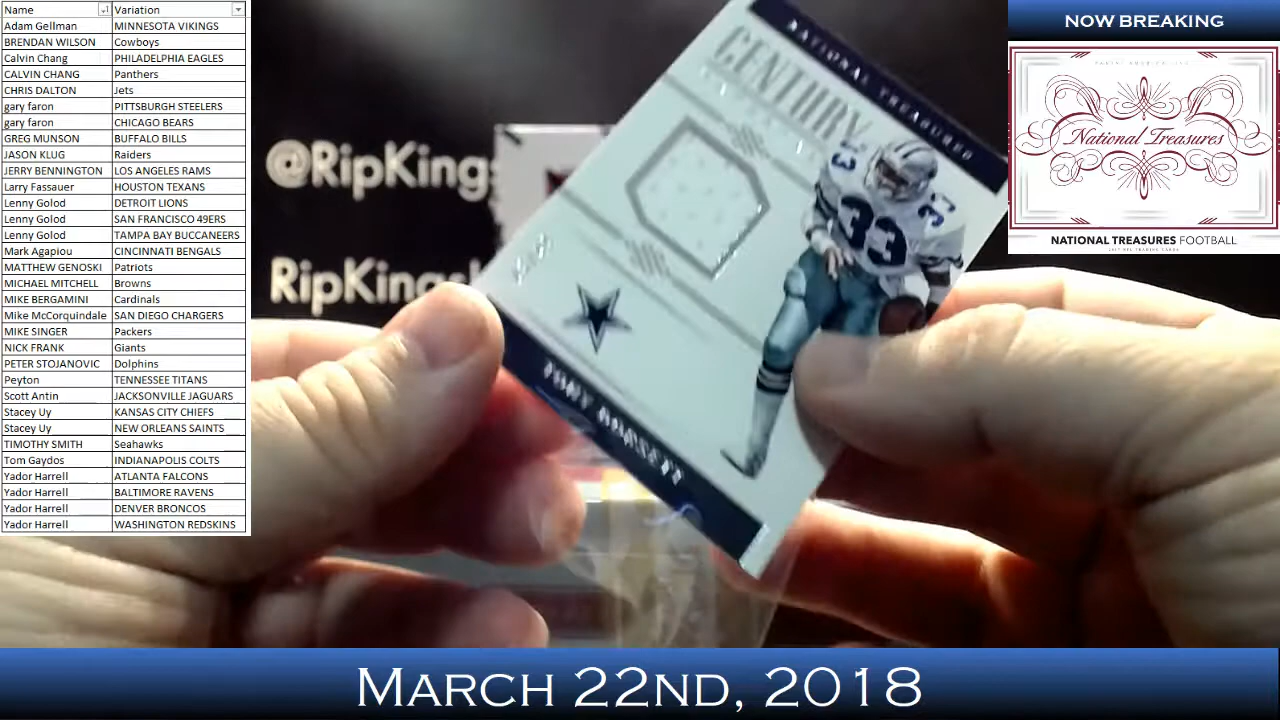 Name Variation
Adam Gellman MINNESOTA VIKINGS
BRENDAN WILSON Cowboys
Calvin Chang PHILADELPHIA EAGLES
CALVIN CHANG Panthers
CHRIS DALTON Jets
gary faron PITTSBURGH STEELERS
gary faron CHICAGO BEARS
GREG MUNSON BUFFALO BILLS
JASON KLUG Raiders
JERRY BENNINGTON LOS ANGELES RAMS
Larry Fassauer HOUSTON TEXANS
Lenny Golod DETROIT LIONS
Lenny Golod SAN FRANCISCO 49ERS
Lenny Golod TAMPA BAY BUCCANEERS
Mark Agapiou CINCINNATI BENGALS
MATTHEW GENOSKI Patriots
MICHAEL MITCHELL Browns
MIKE BERGAMINI Cardinals
Mike McCorquindale SAN DIEGO CHARGERS
MIKE SINGER Packers
NICK FRANK Giants
PETER STOJANOVIC Dolphins
Peyton TENNESSEE TITANS
Scott Antin JACKSONVILLE JAGUARS
Stacey Uy KANSAS CITY CHIEFS
Stacey Uy NEW ORLEANS SAINTS
TIMOTHY SMITH Seahawks
Tom Gaydos INDIANAPOLIS COLTS
Yador Harrell ATLANTA FALCONS
Yador Harrell BALTIMORE RAVENS
Yador Harrell DENVER BRONCOS
Yador Harrell WASHINGTON REDSKINS
@RipKings
RipKings
NATIONAL TREASURES
CENTURY
33
33
33
TONY DORSETT
NOW BREAKING
National Treasures
NATIONAL TREASURES FOOTBALL
MARCH 22ND, 2018